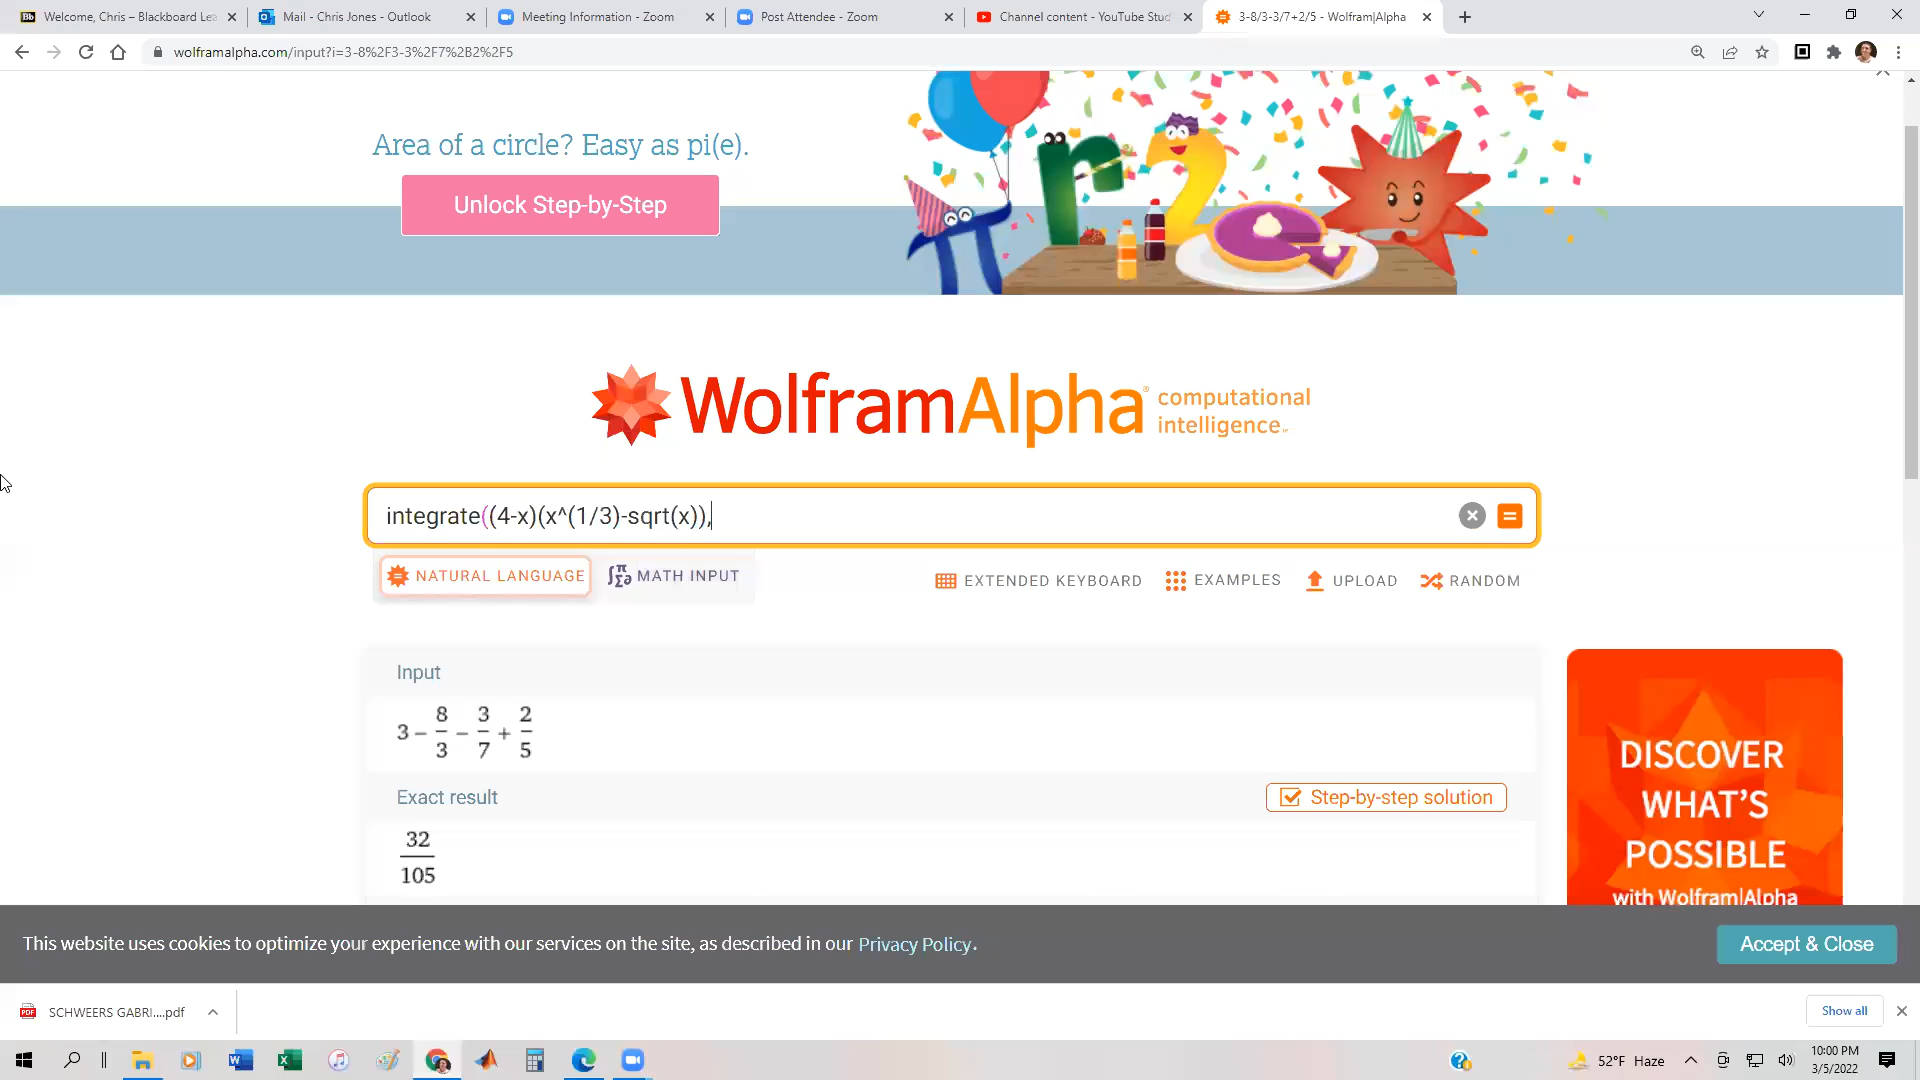 Welcome, Chris – Blackboard Lea
Mail - Chris Jones - Outlook
Meeting Information - Zoom
Post Attendee - Zoom
Channel content - YouTube Stud
3-8/3-3/7+2/5 - Wolfram|Alpha
wolframalpha.com/input?i=3-8%2F3-3%2F7%2B2%2F5
Area of a circle? Easy as pi(e).
Unlock Step-by-Step
WolframAlpha computational intelligence
integrate((4-x)(x^(1/3)-sqrt(x)),
NATURAL LANGUAGE
MATH INPUT
EXTENDED KEYBOARD
EXAMPLES
UPLOAD
RANDOM
Input
3 - 8/3 - 3/7 + 2/5
Exact result
Step-by-step solution
32/105
DISCOVER
WHAT'S
POSSIBLE
with Wolfram|Alpha
This website uses cookies to optimize your experience with our services on the site, as described in our Privacy Policy.
Accept & Close
SCHWEERS GABRI....pdf
Show all
52°F Haze
10:00 PM
3/5/2022